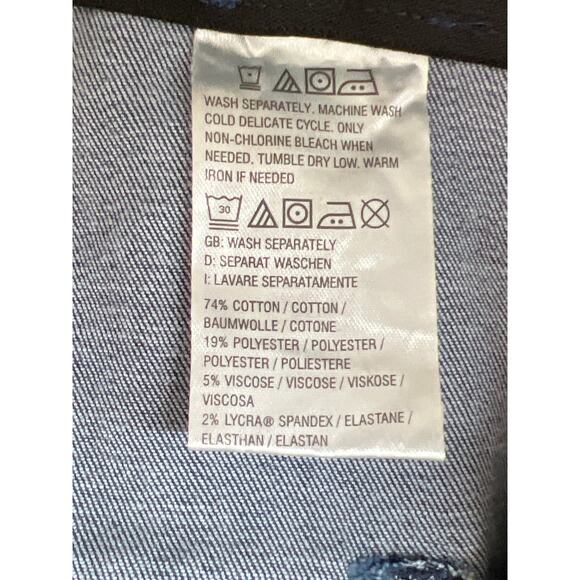 WASH SEPARATELY. MACHINE WASH
COLD DELICATE CYCLE. ONLY
NON-CHLORINE BLEACH WHEN
NEEDED. TUMBLE DRY LOW. WARM
IRON IF NEEDED
30
GB: WASH SEPARATELY
D: SEPARAT WASCHEN
I: LAVARE SEPARATAMENTE
74% COTTON / COTTON /
BAUMWOLLE / COTONE
19% POLYESTER / POLYESTER /
POLYESTER / POLIESTERE
5% VISCOSE / VISCOSE / VISKOSE /
VISCOSA
2% LYCRA® SPANDEX / ELASTANE /
ELASTHAN / ELASTAN